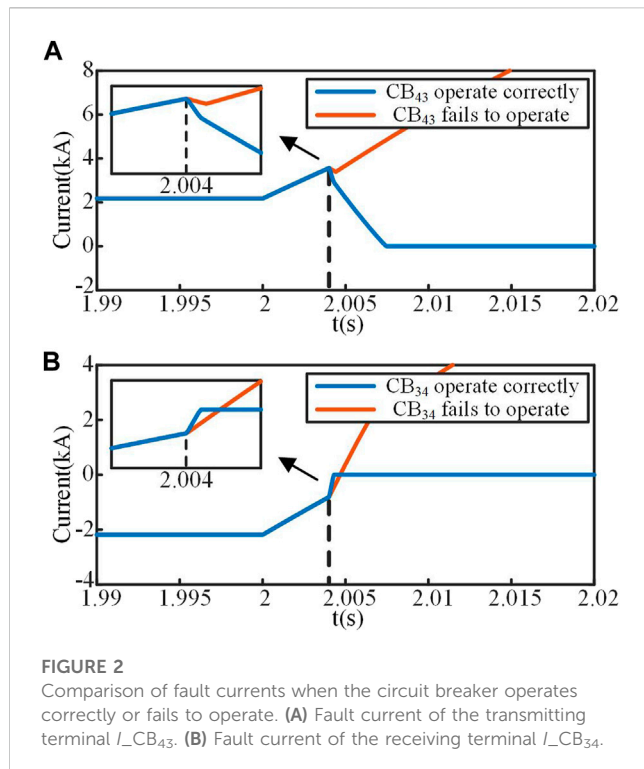 A
8
6
4
2
0
-2
Current(kA)
2.004
CB₄₃ operate correctly
CB₄₃ fails to operate
1.99 1.995 2 2.005 2.01 2.015 2.02
t(s)
B
4
2
0
-2
-4
Current(kA)
2.004
CB₃₄ operate correctly
CB₃₄ fails to operate
1.99 1.995 2 2.005 2.01 2.015 2.02
t(s)
FIGURE 2
Comparison of fault currents when the circuit breaker operates
correctly or fails to operate. (A) Fault current of the transmitting
terminal I_CB₄₃. (B) Fault current of the receiving terminal I_CB₃₄.